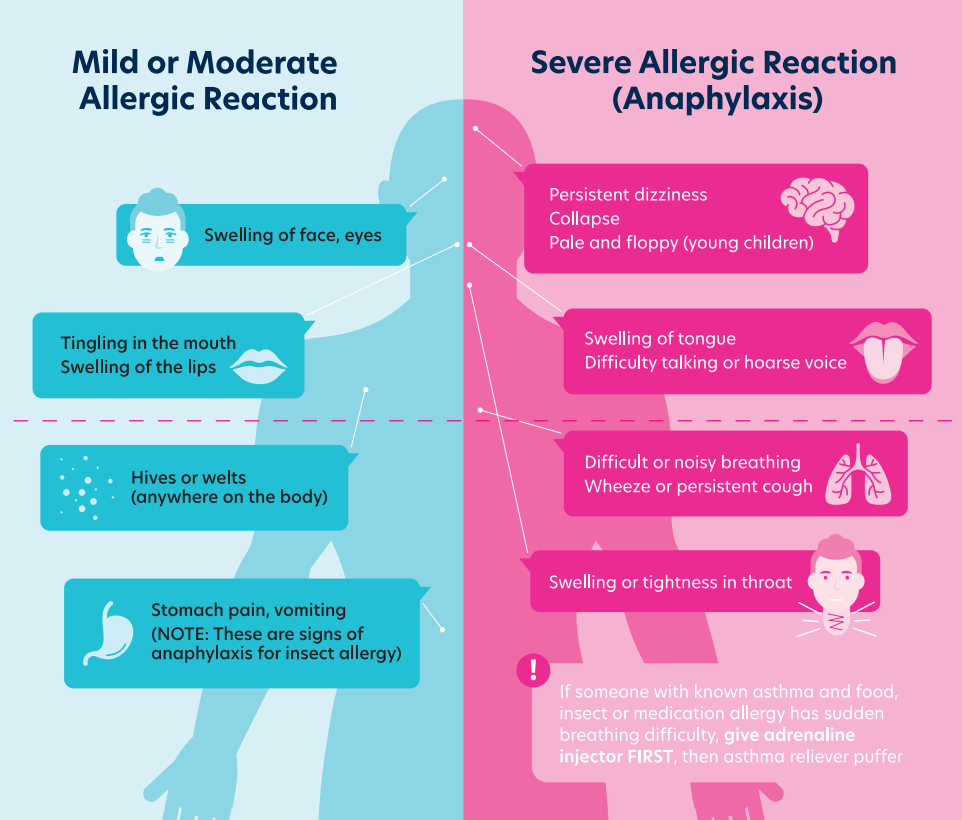 Mild or Moderate
Allergic Reaction
Swelling of face, eyes
Tingling in the mouth
Swelling of the lips
Hives or welts
(anywhere on the body)
Stomach pain, vomiting
(NOTE: These are signs of
anaphylaxis for insect allergy)
Severe Allergic Reaction
(Anaphylaxis)
Persistent dizziness
Collapse
Pale and floppy (young children)
Swelling of tongue
Difficulty talking or hoarse voice
Difficult or noisy breathing
Wheeze or persistent cough
Swelling or tightness in throat
!
If someone with known asthma and food,
insect or medication allergy has sudden
breathing difficulty, give adrenaline
injector FIRST, then asthma reliever puffer